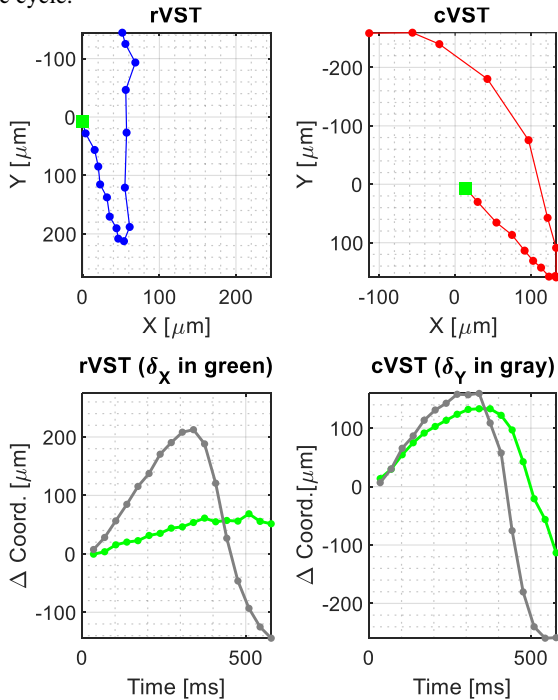 e cycle.
rVST
cVST
-100
0
100
200
Y [μm]
0
100
200
X [μm]
-200
-100
0
100
Y [μm]
-100
0
100
X [μm]
rVST (δX in green)
cVST (δY in gray)
200
100
0
-100
Δ Coord. [μm]
0
500
Time [ms]
100
0
-100
-200
Δ Coord.[μm]
0
500
Time [ms]